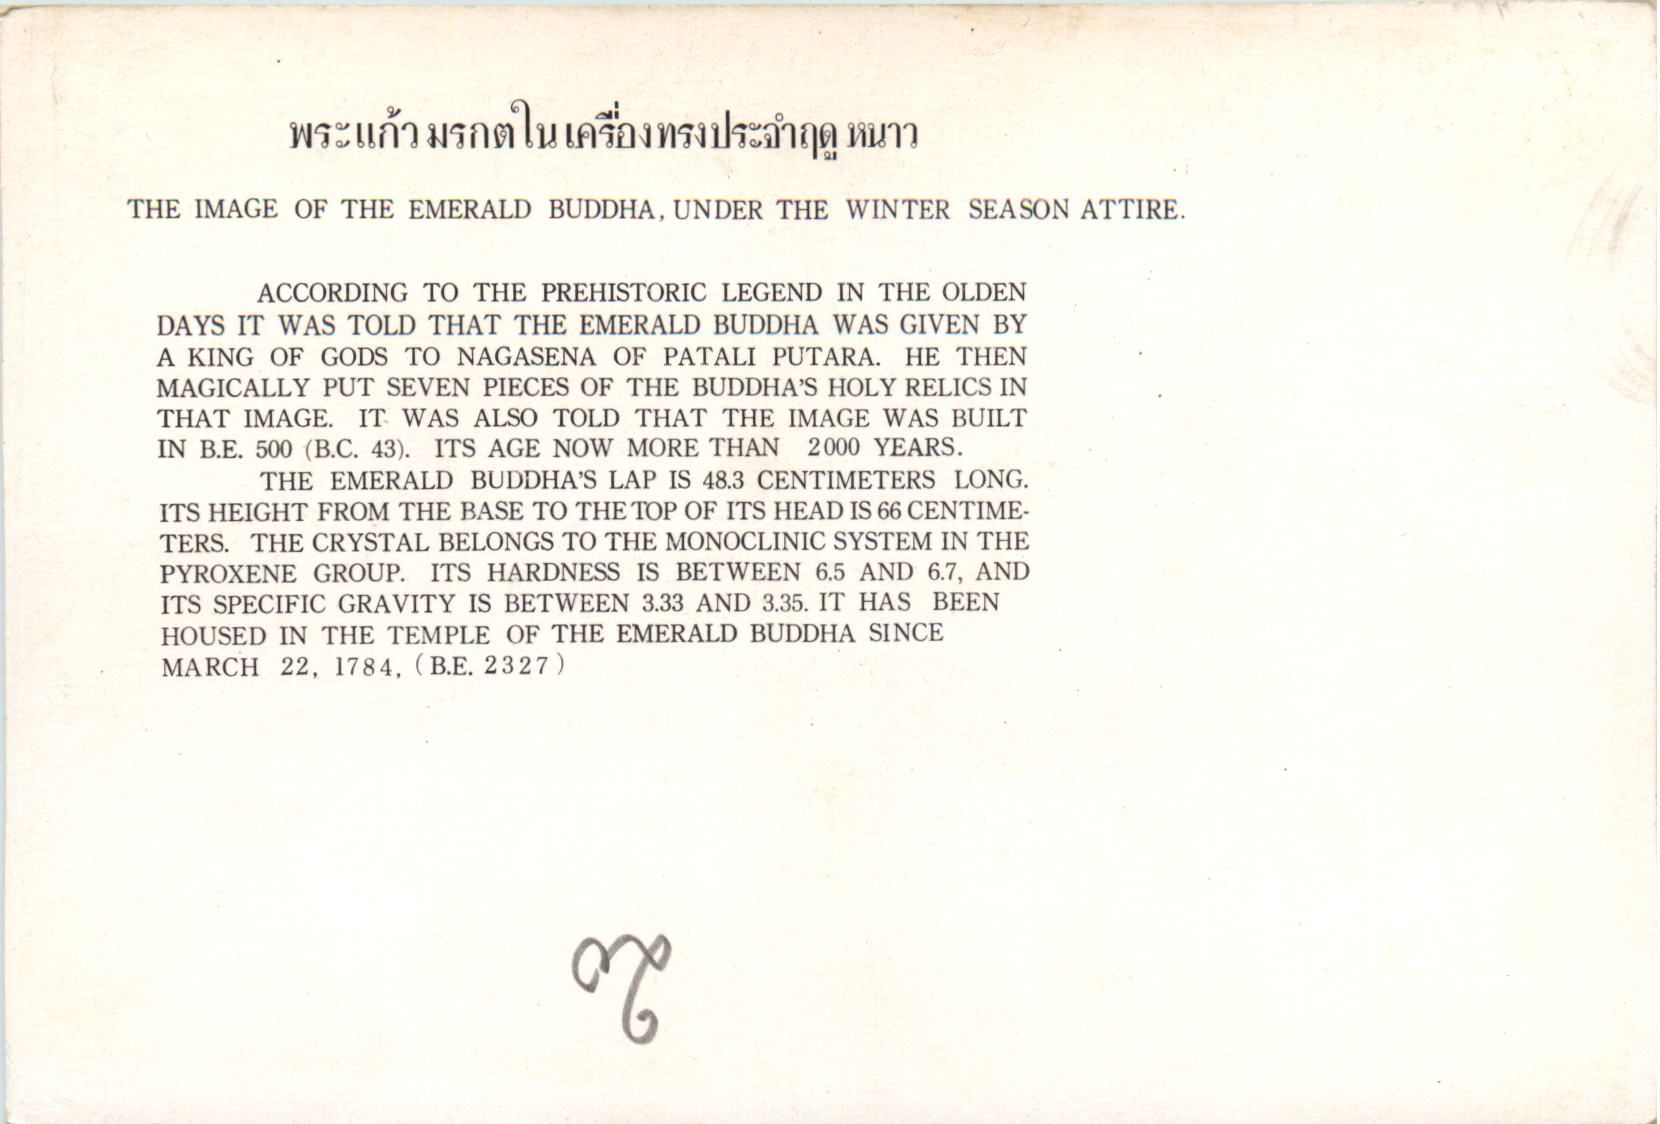 พระแก้วมรกตในเครื่องทรงประจำฤดูหนาว
THE IMAGE OF THE EMERALD BUDDHA, UNDER THE WINTER SEASON ATTIRE.
ACCORDING TO THE PREHISTORIC LEGEND IN THE OLDEN
DAYS IT WAS TOLD THAT THE EMERALD BUDDHA WAS GIVEN BY
A KING OF GODS TO NAGASENA OF PATALI PUTARA. HE THEN
MAGICALLY PUT SEVEN PIECES OF THE BUDDHA'S HOLY RELICS IN
THAT IMAGE. IT WAS ALSO TOLD THAT THE IMAGE WAS BUILT
IN B.E. 500 (B.C. 43). ITS AGE NOW MORE THAN 2000 YEARS.
THE EMERALD BUDDHA'S LAP IS 48.3 CENTIMETERS LONG.
ITS HEIGHT FROM THE BASE TO THE TOP OF ITS HEAD IS 66 CENTIME-
TERS. THE CRYSTAL BELONGS TO THE MONOCLINIC SYSTEM IN THE
PYROXENE GROUP. ITS HARDNESS IS BETWEEN 6.5 AND 6.7, AND
ITS SPECIFIC GRAVITY IS BETWEEN 3.33 AND 3.35. IT HAS BEEN
HOUSED IN THE TEMPLE OF THE EMERALD BUDDHA SINCE
MARCH 22, 1784, (B.E. 2327)